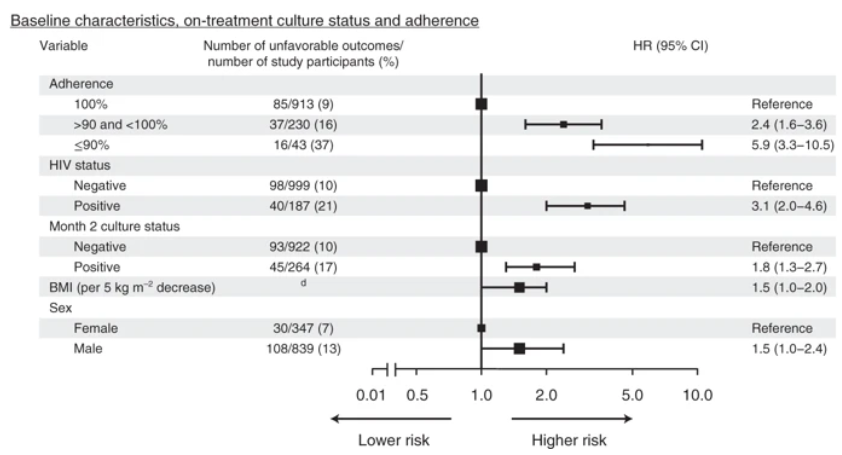 Baseline characteristics, on-treatment culture status and adherence
Variable Number of unfavorable outcomes/ HR (95% CI)
number of study participants (%)
Adherence
100% 85/913 (9) Reference
>90 and <100% 37/230 (16) 2.4 (1.6–3.6)
≤90% 16/43 (37) 5.9 (3.3–10.5)
HIV status
Negative 98/999 (10) Reference
Positive 40/187 (21) 3.1 (2.0–4.6)
Month 2 culture status
Negative 93/922 (10) Reference
Positive 45/264 (17) 1.8 (1.3–2.7)
BMI (per 5 kg m⁻² decrease) d 1.5 (1.0–2.0)
Sex
Female 30/347 (7) Reference
Male 108/839 (13) 1.5 (1.0–2.4)
0.01 0.5 1.0 2.0 5.0 10.0
Lower risk Higher risk